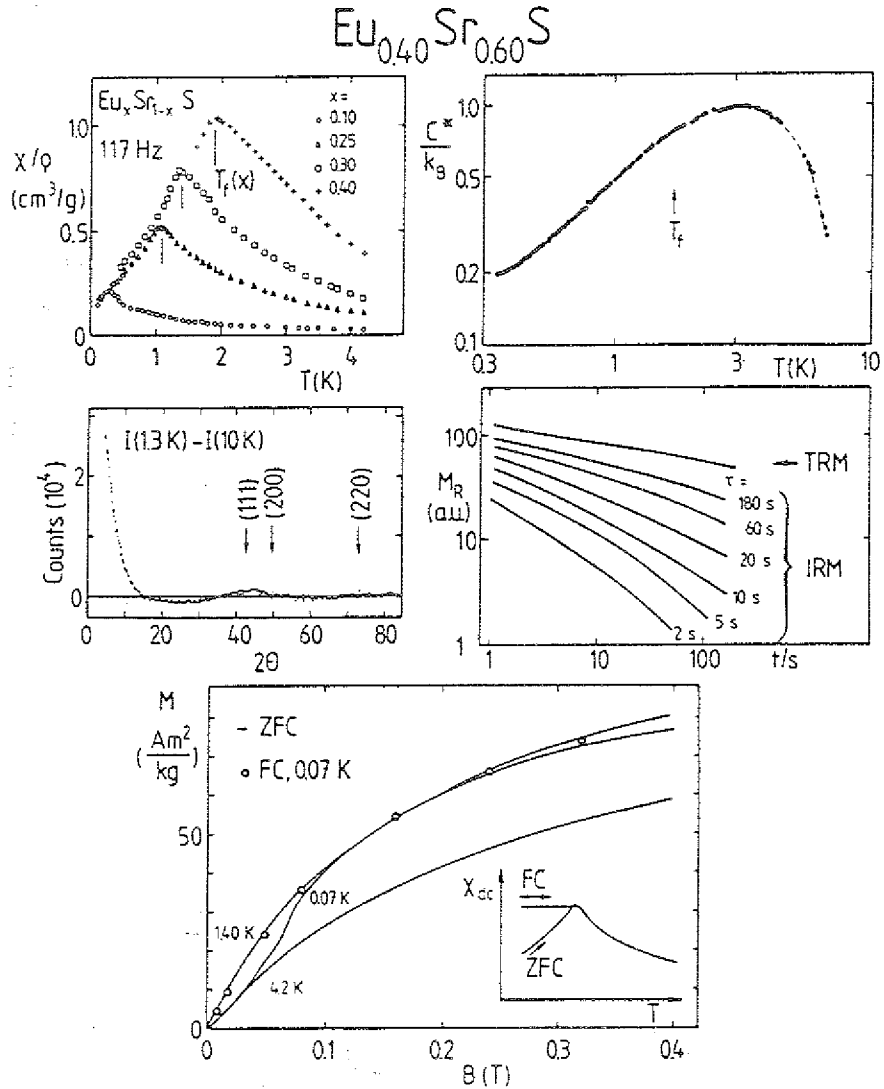 Eu0.40Sr0.60S
EuxSr1-x S
117 Hz
χ/ρ
(cm³/g)
1.0
0.5
0
x =
0.10
0.25
0.30
0.40
Tf(x)
0 1 2 3 4
T(K)
C*
kB
1.0
0.5
0.2
0.1
Tf
0.3 1 3 10
T(K)
I(1.3K) - I(10K)
Counts (10⁴)
2
0
(111)
(200)
(220)
0 20 40 60 80
2θ
100
MR
(a.u)
10
1
TRM
τ =
180 s
60 s
20 s
10 s
5 s
2 s
IRM
1 10 100 t/s
M
(Am²
kg)
50
0
– ZFC
o FC, 0.07 K
1.40 K
0.07 K
4.2 K
χdc
FC
ZFC
T
0 0.1 0.2 0.3 0.4
B (T)